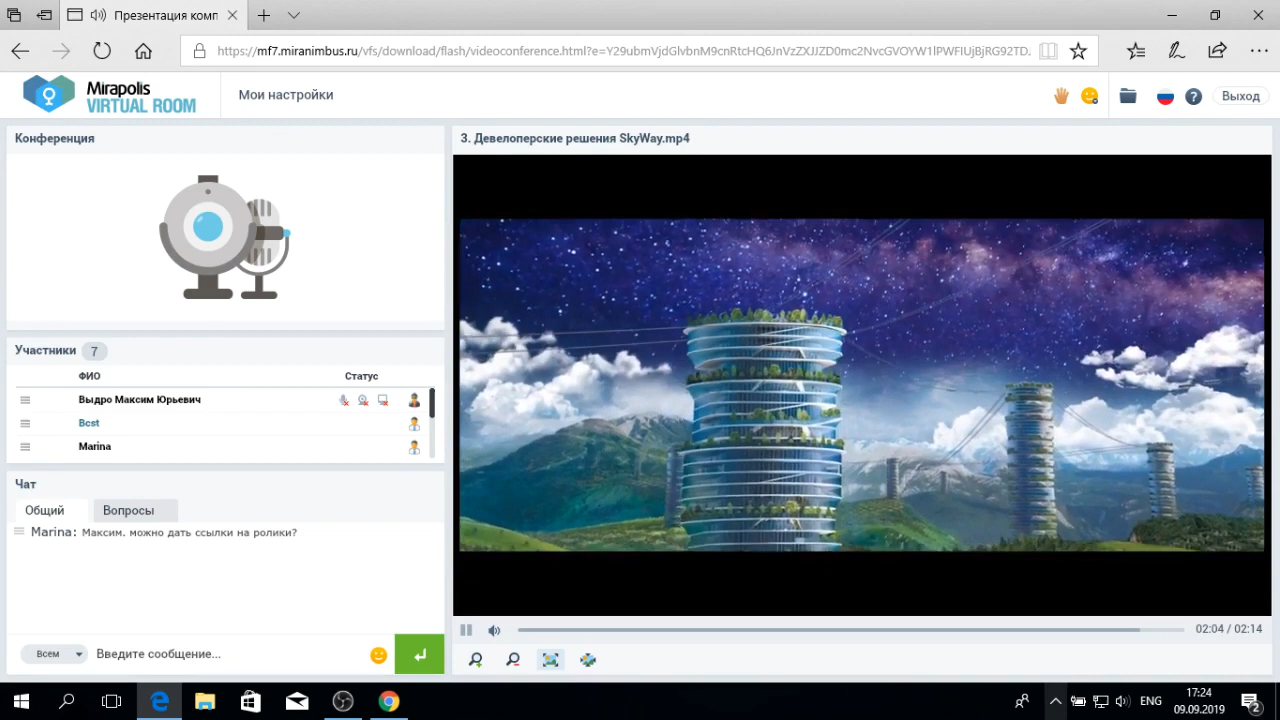 Презентация комп
https://mf7.miranimbus.ru/vfs/download/flash/videoconference.html?e=Y29ubmVjdGlvbnM9cnRtcHQ6JnVzZXJJZD0mc2NvcGVOYW1lPWFIUjBjRG92TD.
Mirapolis
VIRTUAL ROOM
Мои настройки
Выход
Конференция
3. Девелоперские решения SkyWay.mp4
Участники 7
ФИО Статус
Выдро Максим Юрьевич
Bcst
Marina
Чат
Общий Вопросы
Marina: Максим. можно дать ссылки на ролики?
Всем Введите сообщение...
02:04 / 02:14
ENG
17:24
09.09.2019
2